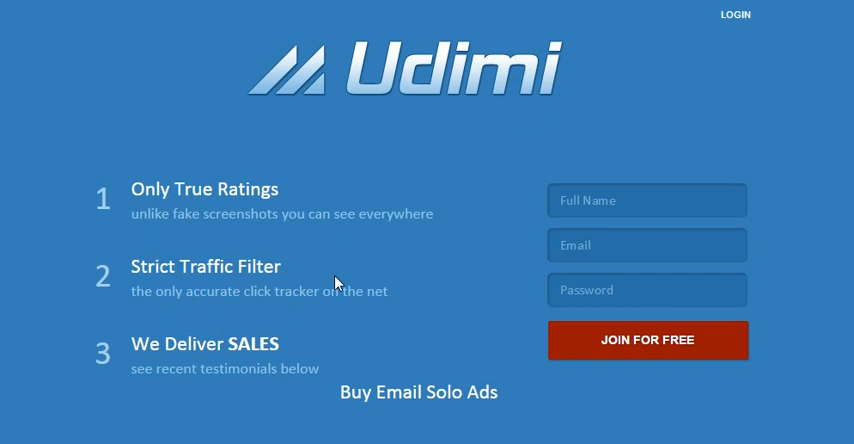 LOGIN
Udimi
1 Only True Ratings
unlike fake screenshots you can see everywhere
2 Strict Traffic Filter
the only accurate click tracker on the net
3 We Deliver SALES
see recent testimonials below
Full Name
Email
Password
JOIN FOR FREE
Buy Email Solo Ads